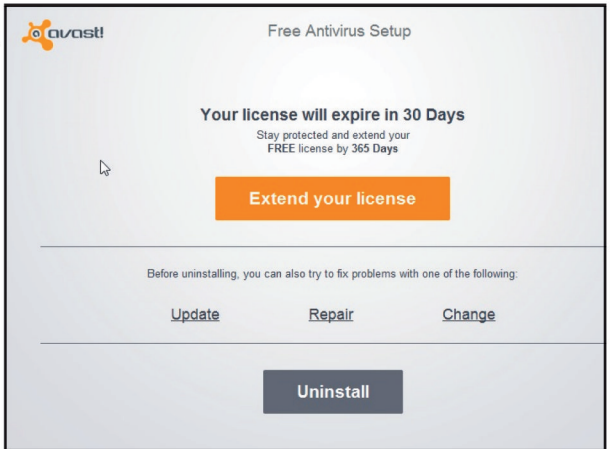 avast!
Free Antivirus Setup
Your license will expire in 30 Days
Stay protected and extend your
FREE license by 365 Days
Extend your license
Before uninstalling, you can also try to fix problems with one of the following:
Update Repair Change
Uninstall